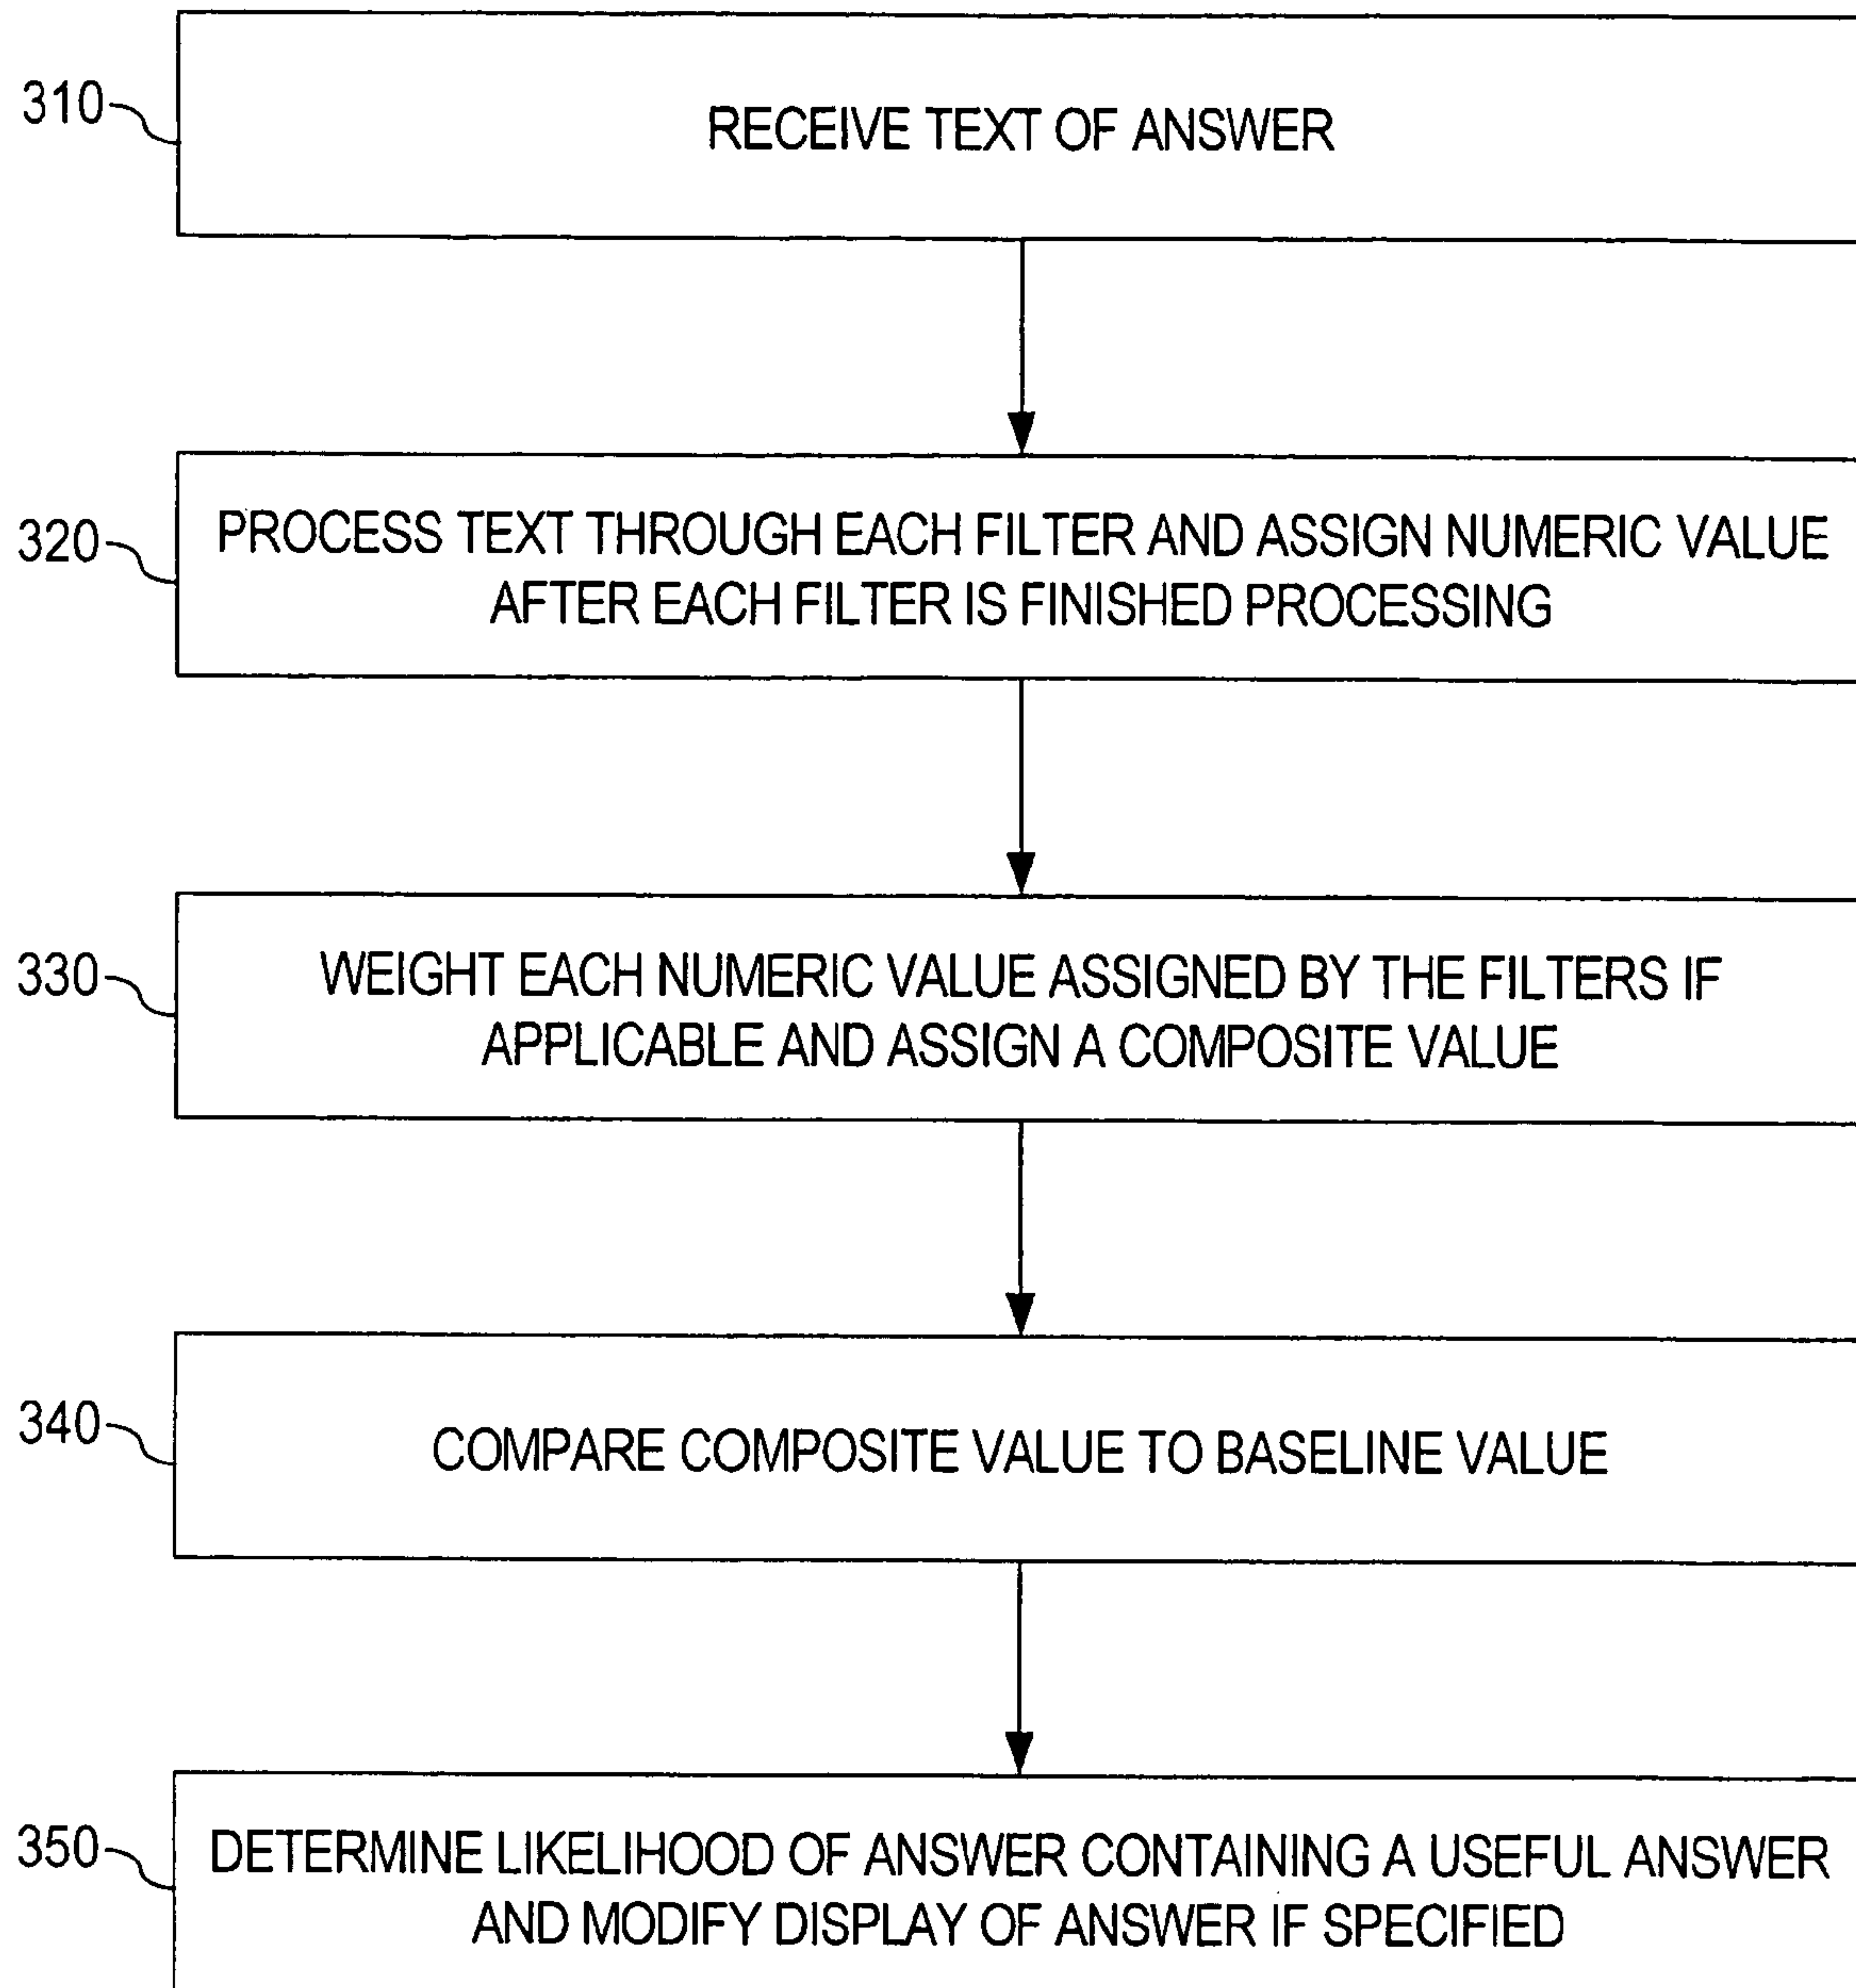 310
RECEIVE TEXT OF ANSWER
320
PROCESS TEXT THROUGH EACH FILTER AND ASSIGN NUMERIC VALUE
AFTER EACH FILTER IS FINISHED PROCESSING
330
WEIGHT EACH NUMERIC VALUE ASSIGNED BY THE FILTERS IF
APPLICABLE AND ASSIGN A COMPOSITE VALUE
340
COMPARE COMPOSITE VALUE TO BASELINE VALUE
350
DETERMINE LIKELIHOOD OF ANSWER CONTAINING A USEFUL ANSWER
AND MODIFY DISPLAY OF ANSWER IF SPECIFIED